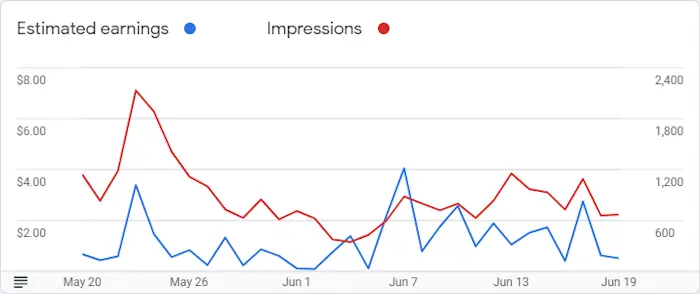 Estimated earnings Impressions
$8.00 2,400
$6.00 1,800
$4.00 1,200
$2.00 600
May 20 May 26 Jun 1 Jun 7 Jun 13 Jun 19